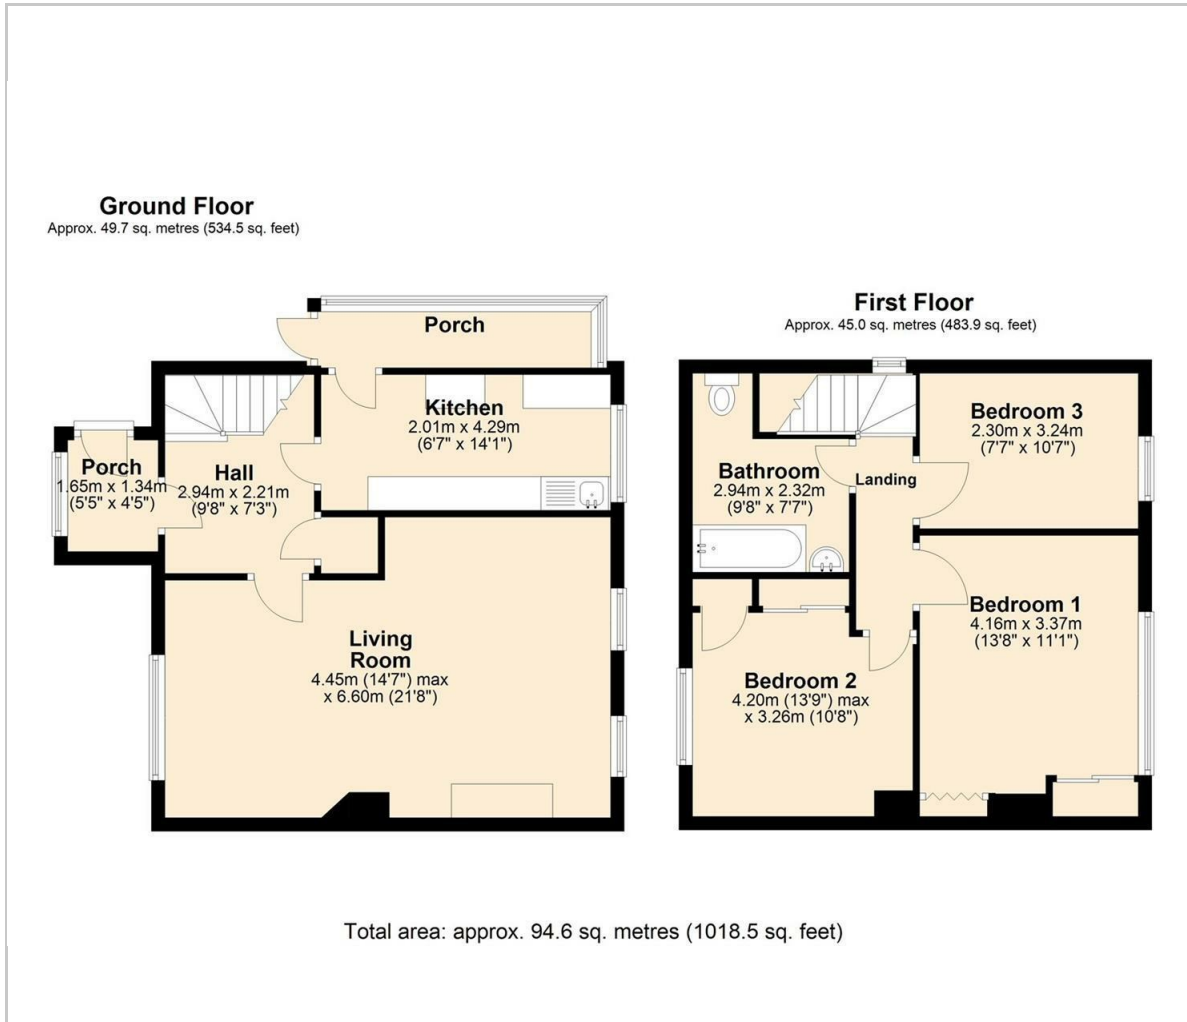 Ground Floor
Approx. 49.7 sq. metres (534.5 sq. feet)
Porch
Kitchen
2.01m x 4.29m
(6'7" x 14'1")
Porch
1.65m x 1.34m
(5'5" x 4'5")
Hall
2.94m x 2.21m
(9'8" x 7'3")
Living
Room
4.45m (14'7") max
x 6.60m (21'8")
First Floor
Approx. 45.0 sq. metres (483.9 sq. feet)
Bedroom 3
2.30m x 3.24m
(7'7" x 10'7")
Bathroom
2.94m x 2.32m
(9'8" x 7'7")
Landing
Bedroom 1
4.16m x 3.37m
(13'8" x 11'1")
Bedroom 2
4.20m (13'9") max
x 3.26m (10'8")
Total area: approx. 94.6 sq. metres (1018.5 sq. feet)